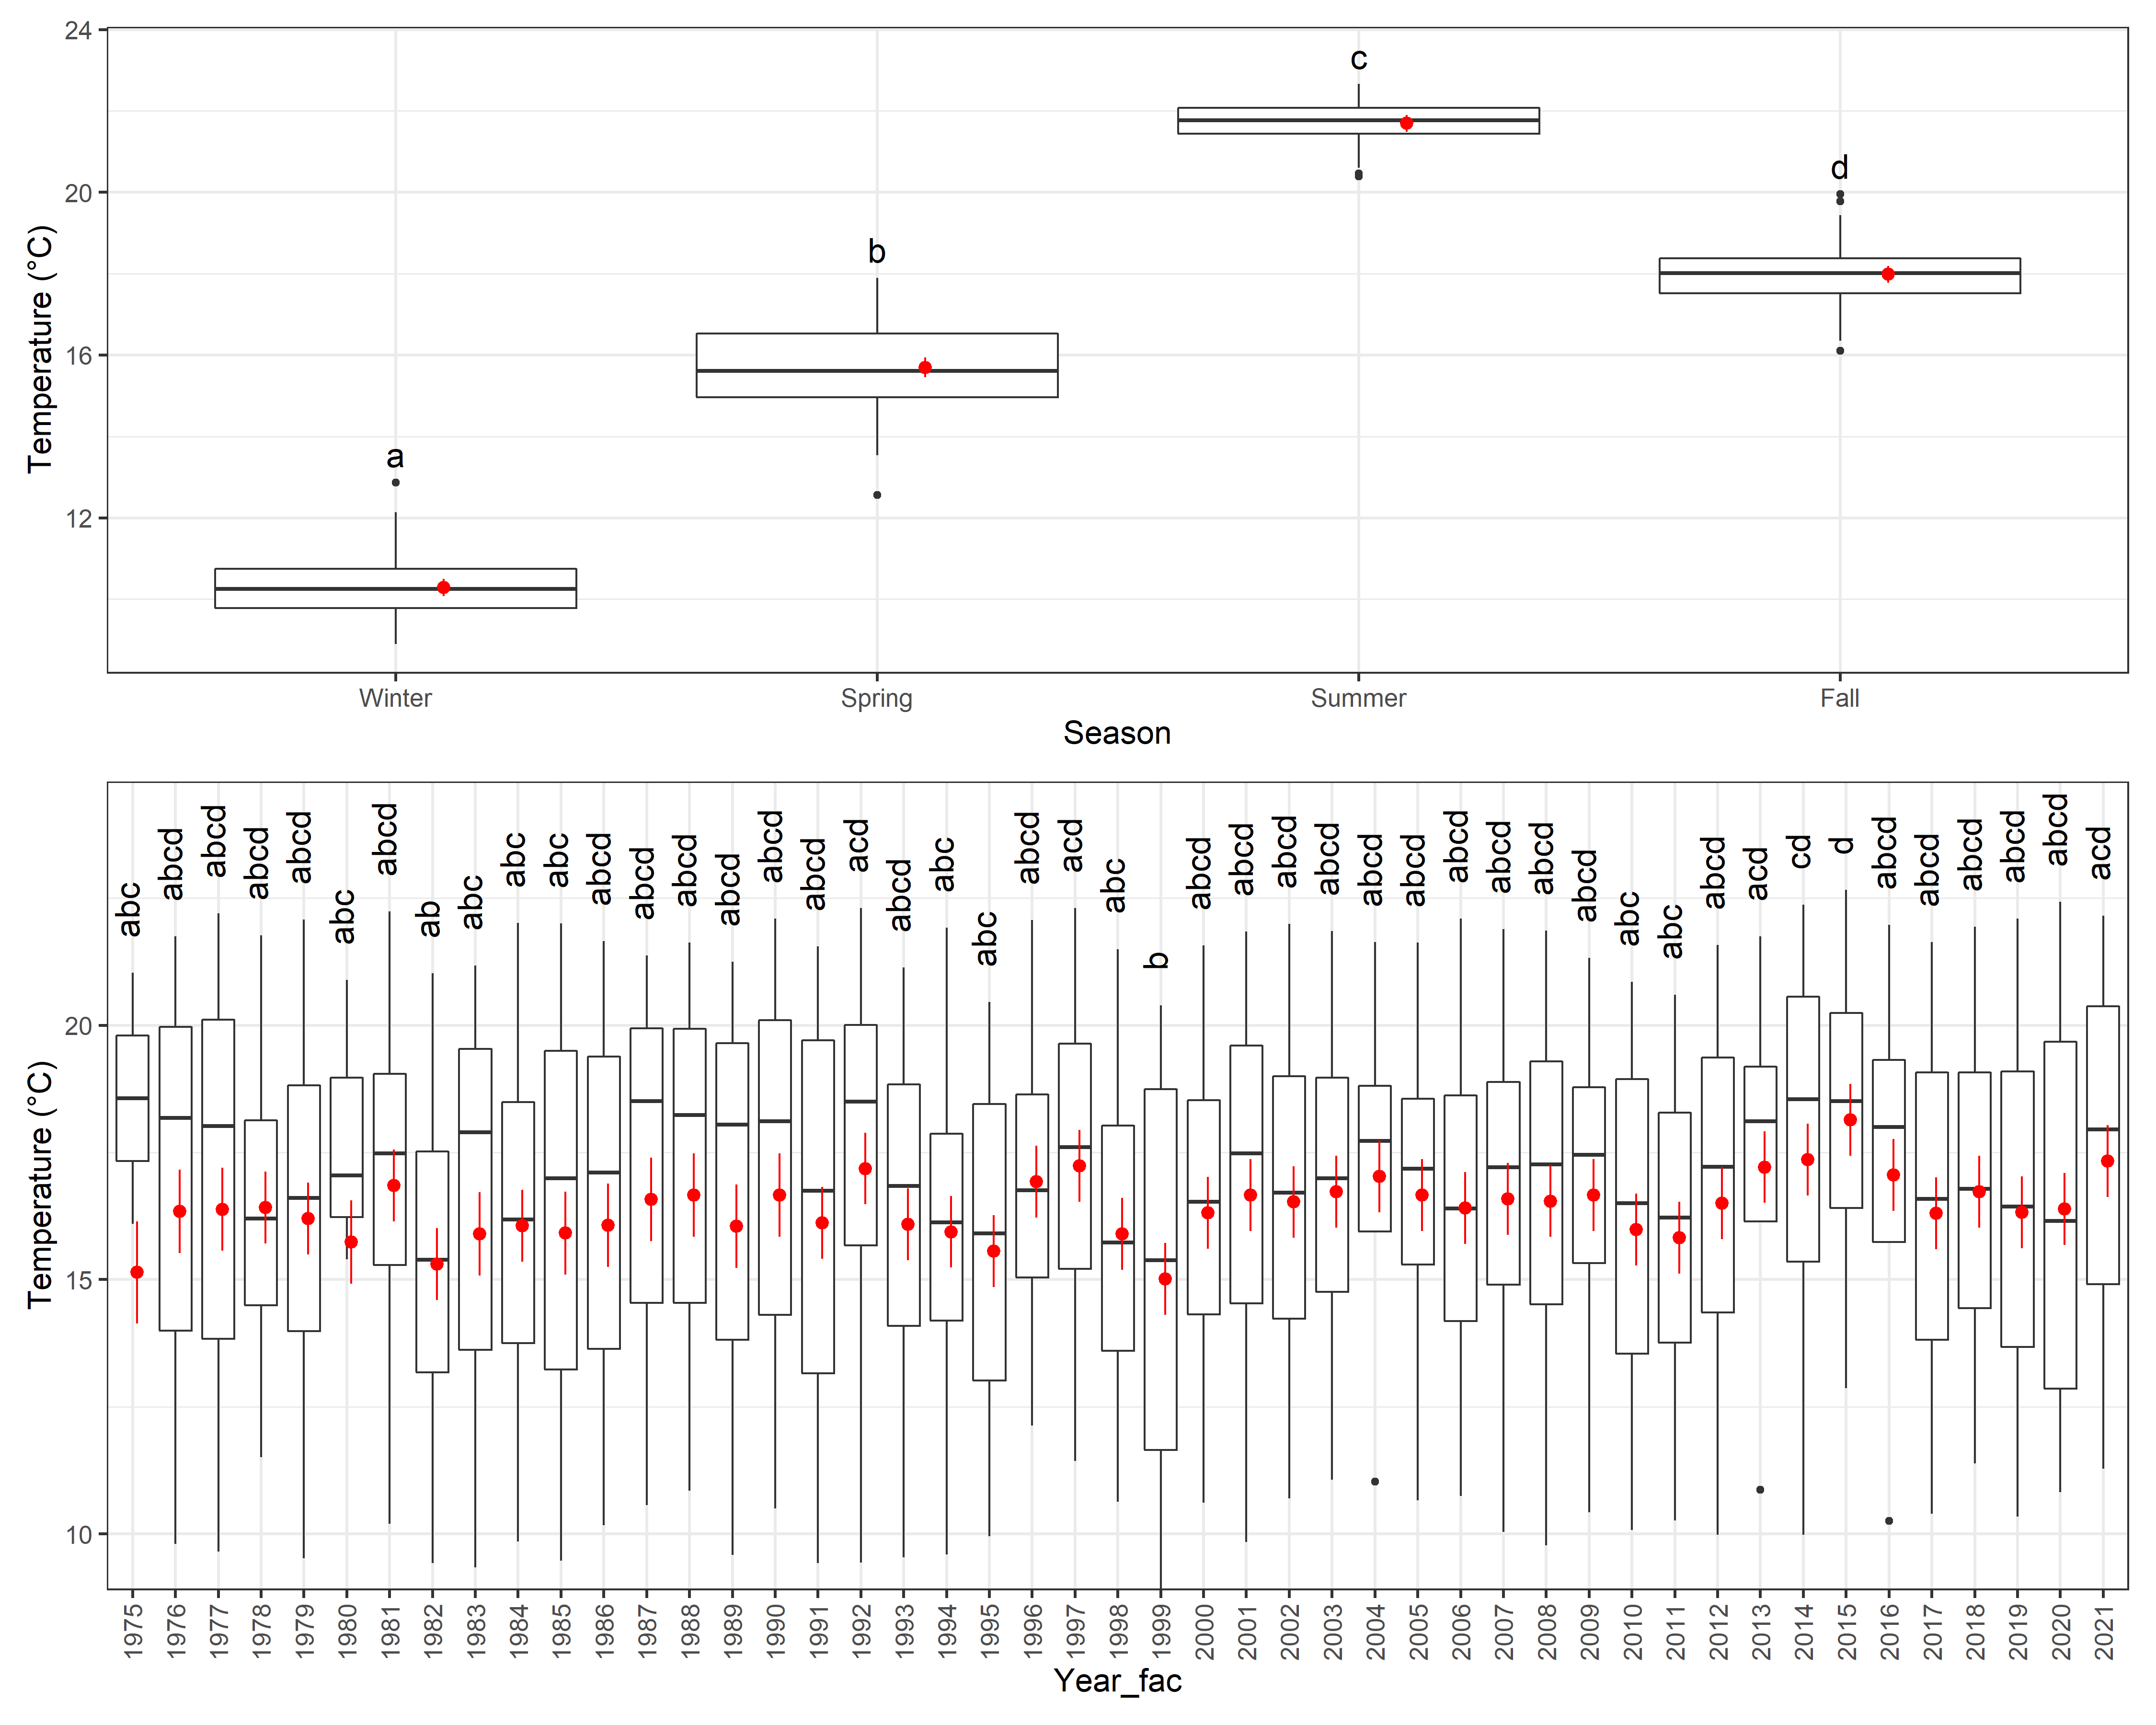 24
20
16
12
Temperature (°C)
a
b
c
d
Winter Spring Summer Fall
Season
20
15
10
Temperature (°C)
abc abcd abcd abcd abcd abc abcd ab abc abc abc abcd abcd abcd abcd abcd abcd acd abcd abc abc abcd acd abc b abcd abcd abcd abcd abcd abcd abcd abcd abcd abcd abc abc abcd acd cd d abcd abcd abcd abcd abcd acd
1975 1976 1977 1978 1979 1980 1981 1982 1983 1984 1985 1986 1987 1988 1989 1990 1991 1992 1993 1994 1995 1996 1997 1998 1999 2000 2001 2002 2003 2004 2005 2006 2007 2008 2009 2010 2011 2012 2013 2014 2015 2016 2017 2018 2019 2020 2021
Year_fac